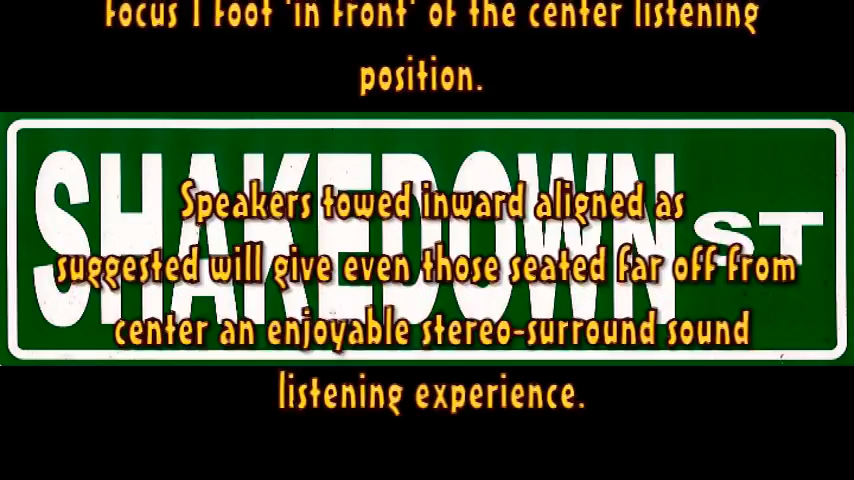 focus 1 foot 'in front' of the center listening
position.
SHAKEDOWN ST
Speakers towed inward aligned as
suggested will give even those seated far off from
center an enjoyable stereo-surround sound
listening experience.